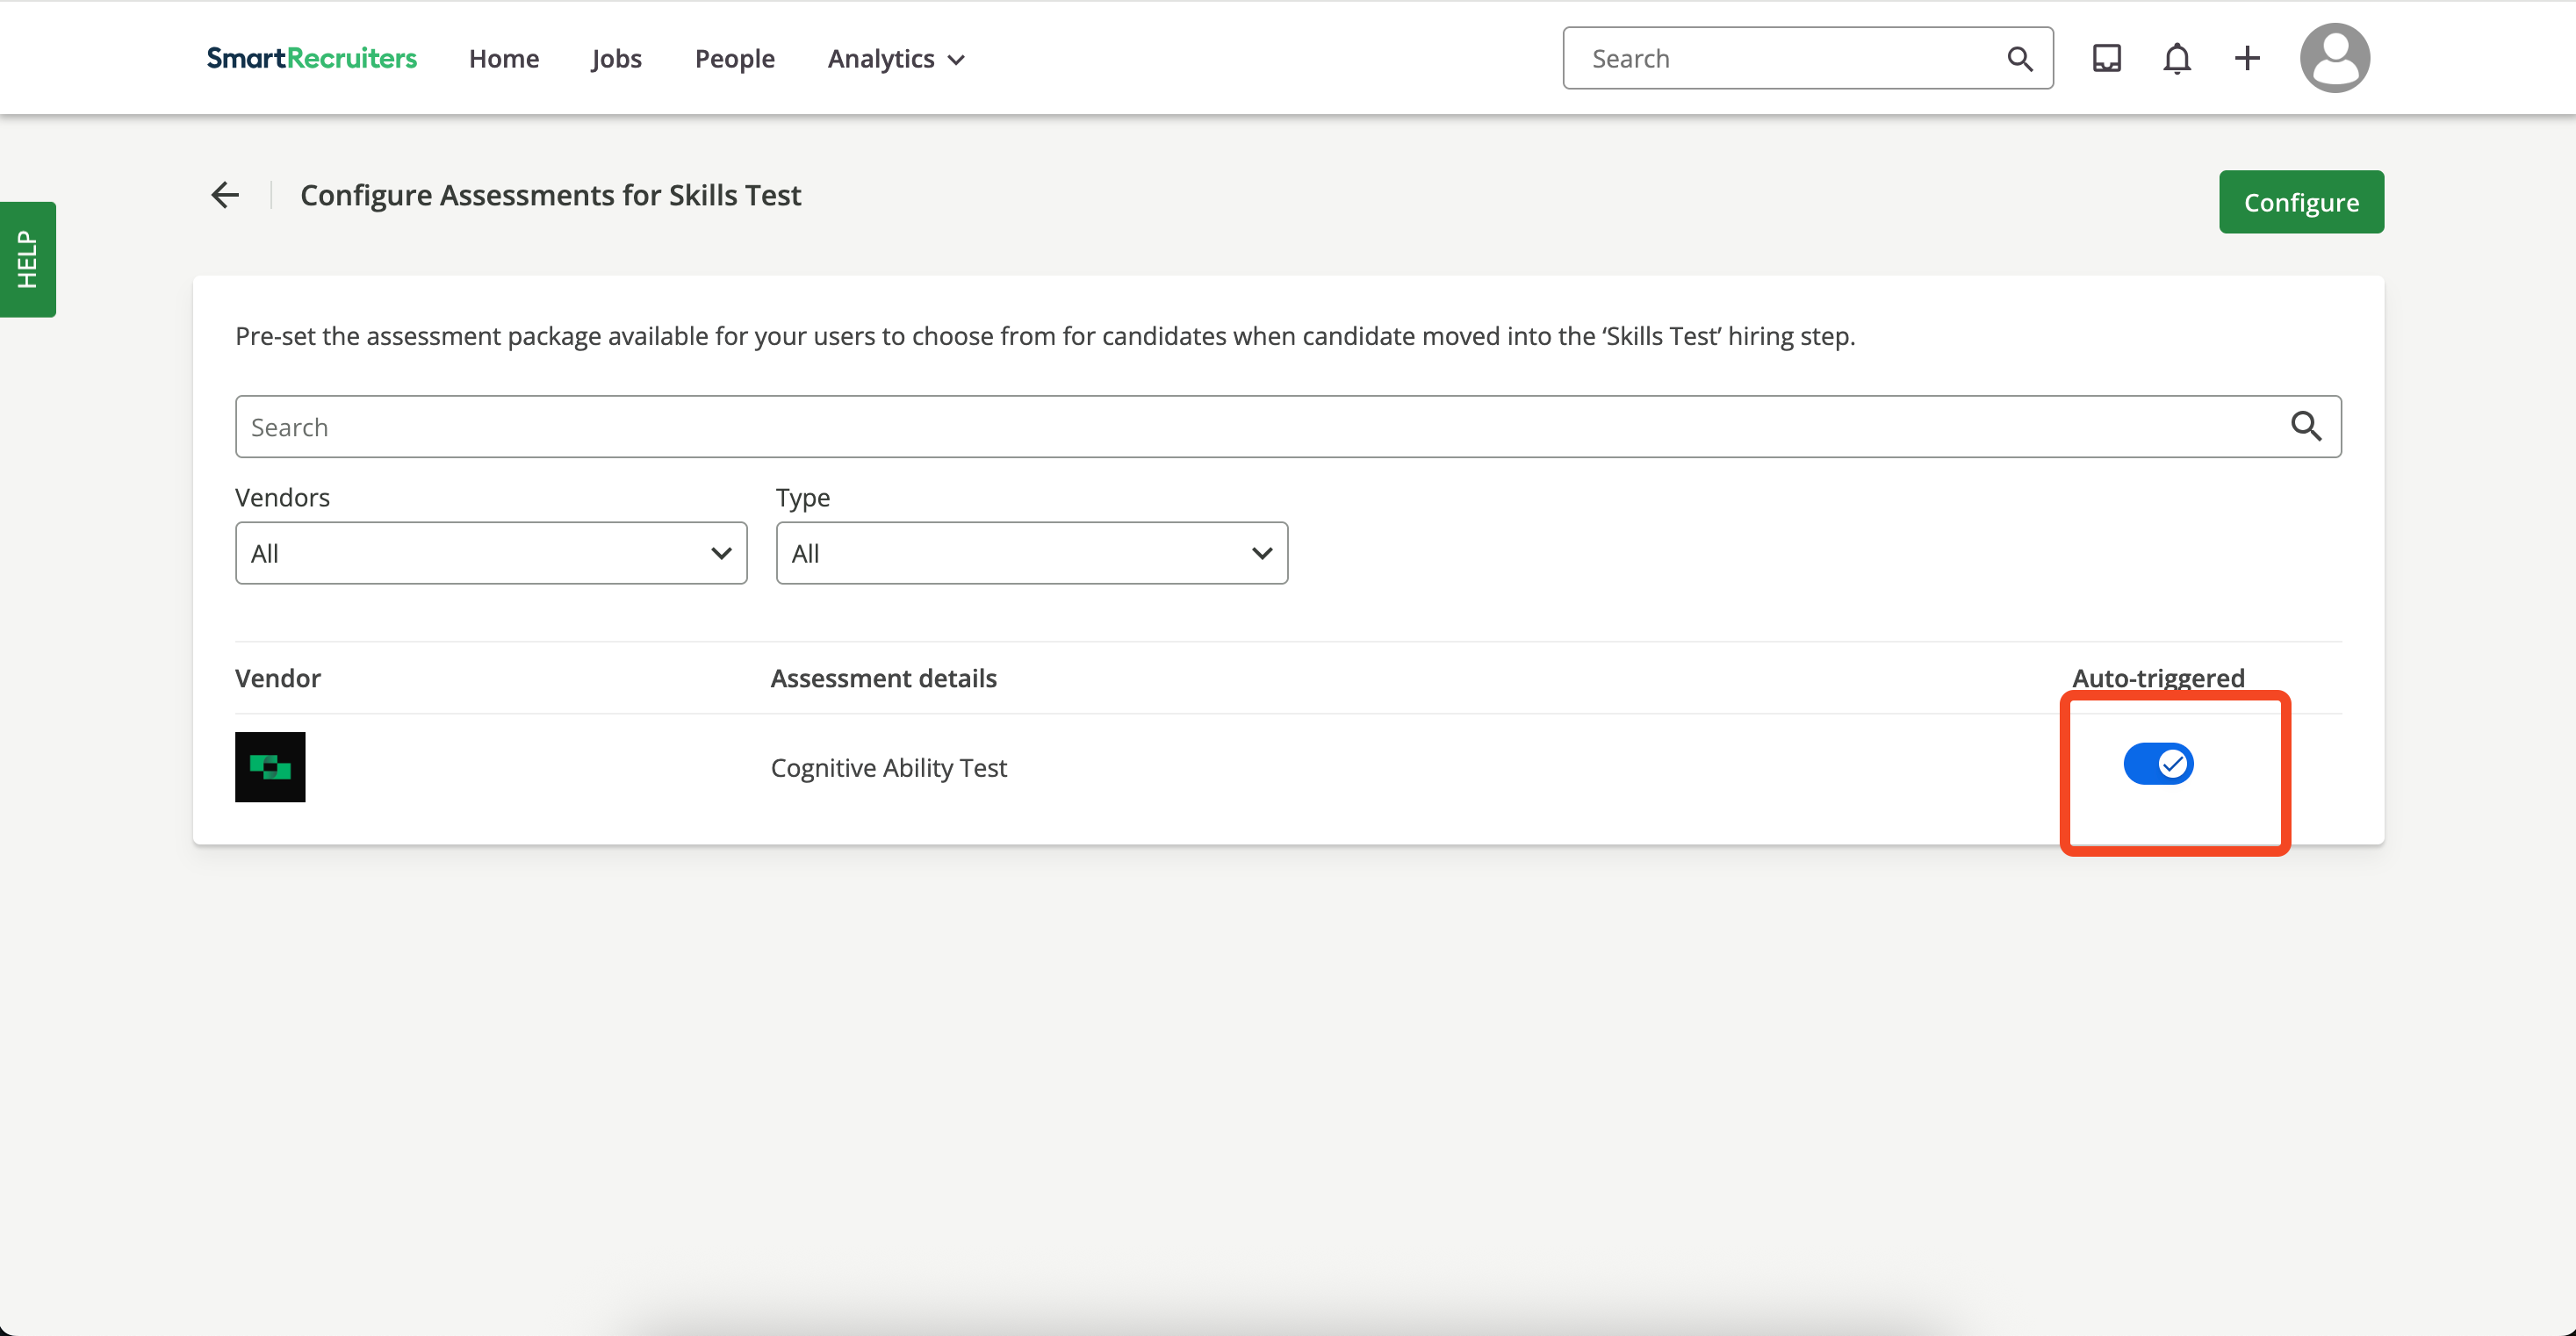 SmartRecruiters Home Jobs People Analytics Search
HELP
Configure Assessments for Skills Test Configure
Pre-set the assessment package available for your users to choose from for candidates when candidate moved into the ‘Skills Test’ hiring step.
Search
Vendors Type
All All
Vendor Assessment details Auto-triggered
Cognitive Ability Test